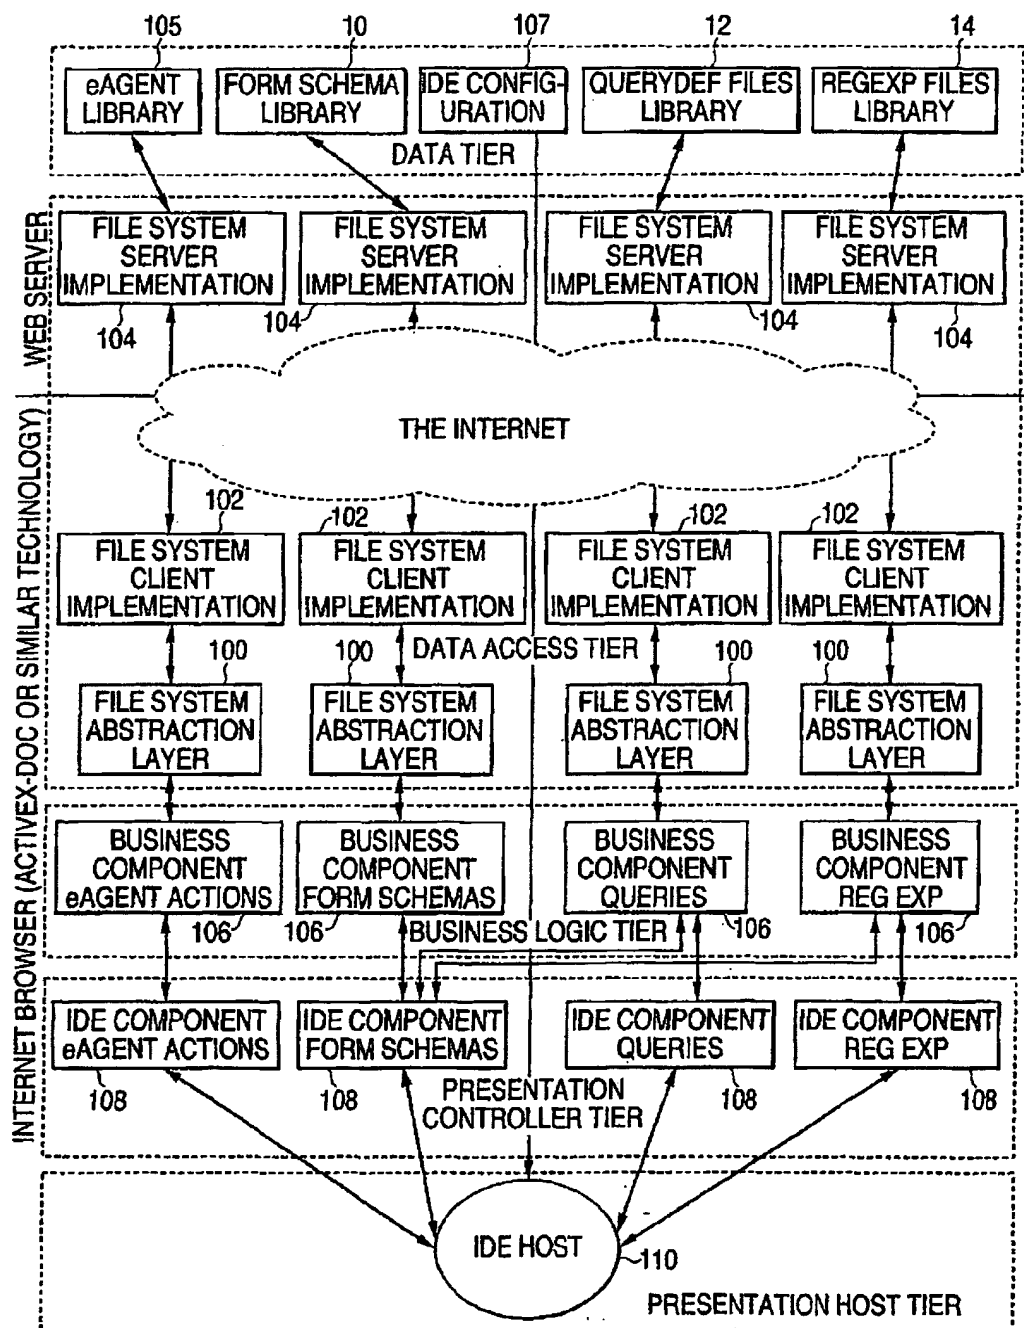 105
10
107
12
14
eAGENT
LIBRARY
FORM SCHEMA
LIBRARY
IDE CONFIG-
URATION
QUERYDEF FILES
LIBRARY
REGEXP FILES
LIBRARY
DATA TIER
WEB SERVER
FILE SYSTEM
SERVER
IMPLEMENTATION
FILE SYSTEM
SERVER
IMPLEMENTATION
FILE SYSTEM
SERVER
IMPLEMENTATION
FILE SYSTEM
SERVER
IMPLEMENTATION
104
104
104
104
THE INTERNET
INTERNET BROWSER (ACTIVEX-DOC OR SIMILAR TECHNOLOGY)
102
102
102
102
FILE SYSTEM
CLIENT
IMPLEMENTATION
FILE SYSTEM
CLIENT
IMPLEMENTATION
FILE SYSTEM
CLIENT
IMPLEMENTATION
FILE SYSTEM
CLIENT
IMPLEMENTATION
DATA ACCESS TIER
100
100
100
100
FILE SYSTEM
ABSTRACTION
LAYER
FILE SYSTEM
ABSTRACTION
LAYER
FILE SYSTEM
ABSTRACTION
LAYER
FILE SYSTEM
ABSTRACTION
LAYER
BUSINESS
COMPONENT
eAGENT ACTIONS
BUSINESS
COMPONENT
FORM SCHEMAS
BUSINESS
COMPONENT
QUERIES
BUSINESS
COMPONENT
REG EXP
106
106
106
106
BUSINESS LOGIC TIER
IDE COMPONENT
eAGENT ACTIONS
IDE COMPONENT
FORM SCHEMAS
IDE COMPONENT
QUERIES
IDE COMPONENT
REG EXP
108
108
108
108
PRESENTATION
CONTROLLER TIER
IDE HOST
110
PRESENTATION HOST TIER